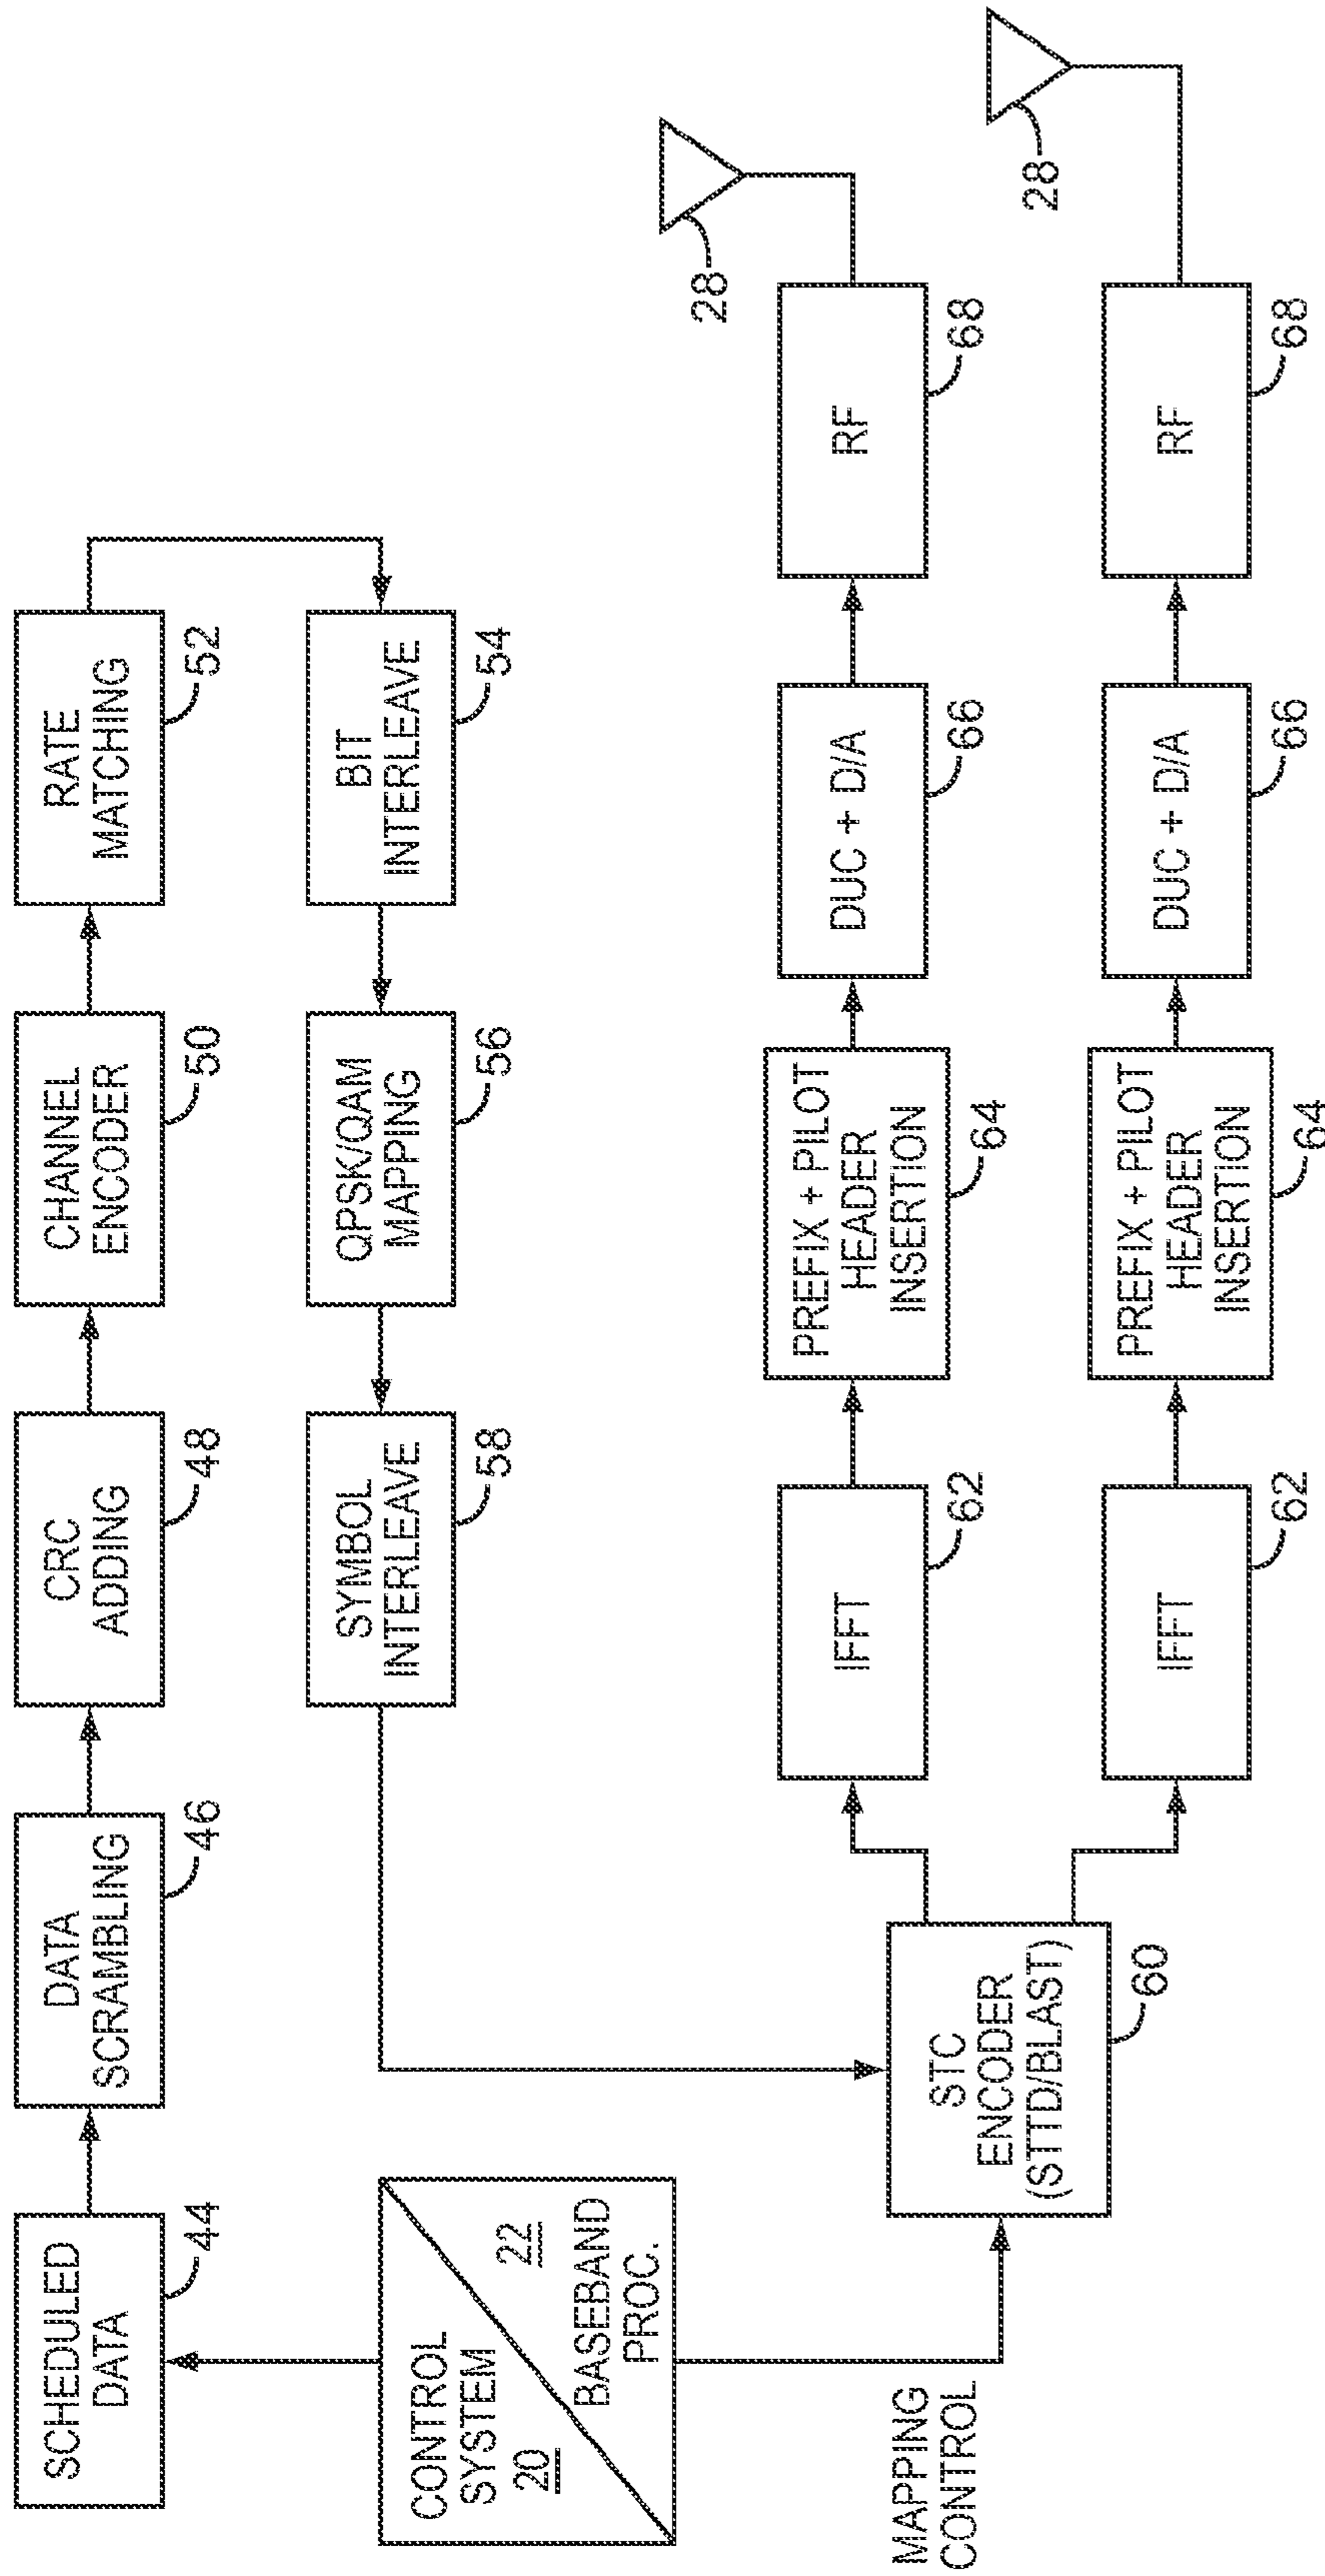 SCHEDULED
DATA
44
DATA
SCRAMBLING
46
CRC
ADDING
48
CHANNEL
ENCODER
50
RATE
MATCHING
52
BIT
INTERLEAVE
54
QPSK/QAM
MAPPING
56
SYMBOL
INTERLEAVE
58
CONTROL
SYSTEM
20
22
BASEBAND
PROC.
MAPPING
CONTROL
STC
ENCODER
(STTD/BLAST)
60
IFFT
62
PREFIX + PILOT
HEADER
INSERTION
64
DUC + D/A
66
RF
68
28
IFFT
62
PREFIX + PILOT
HEADER
INSERTION
64
DUC + D/A
66
RF
68
28